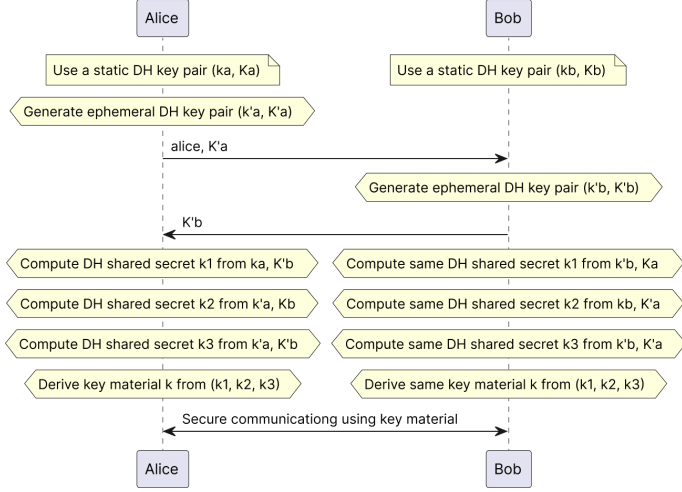 Alice Bob
Use a static DH key pair (ka, Ka) Use a static DH key pair (kb, Kb)
Generate ephemeral DH key pair (k'a, K'a)
alice, K'a
Generate ephemeral DH key pair (k'b, K'b)
K'b
Compute DH shared secret k1 from ka, K'b Compute same DH shared secret k1 from k'b, Ka
Compute DH shared secret k2 from k'a, Kb Compute same DH shared secret k2 from kb, K'a
Compute DH shared secret k3 from k'a, K'b Compute same DH shared secret k3 from k'b, K'a
Derive key material k from (k1, k2, k3) Derive same key material k from (k1, k2, k3)
Secure communicationg using key material
Alice Bob